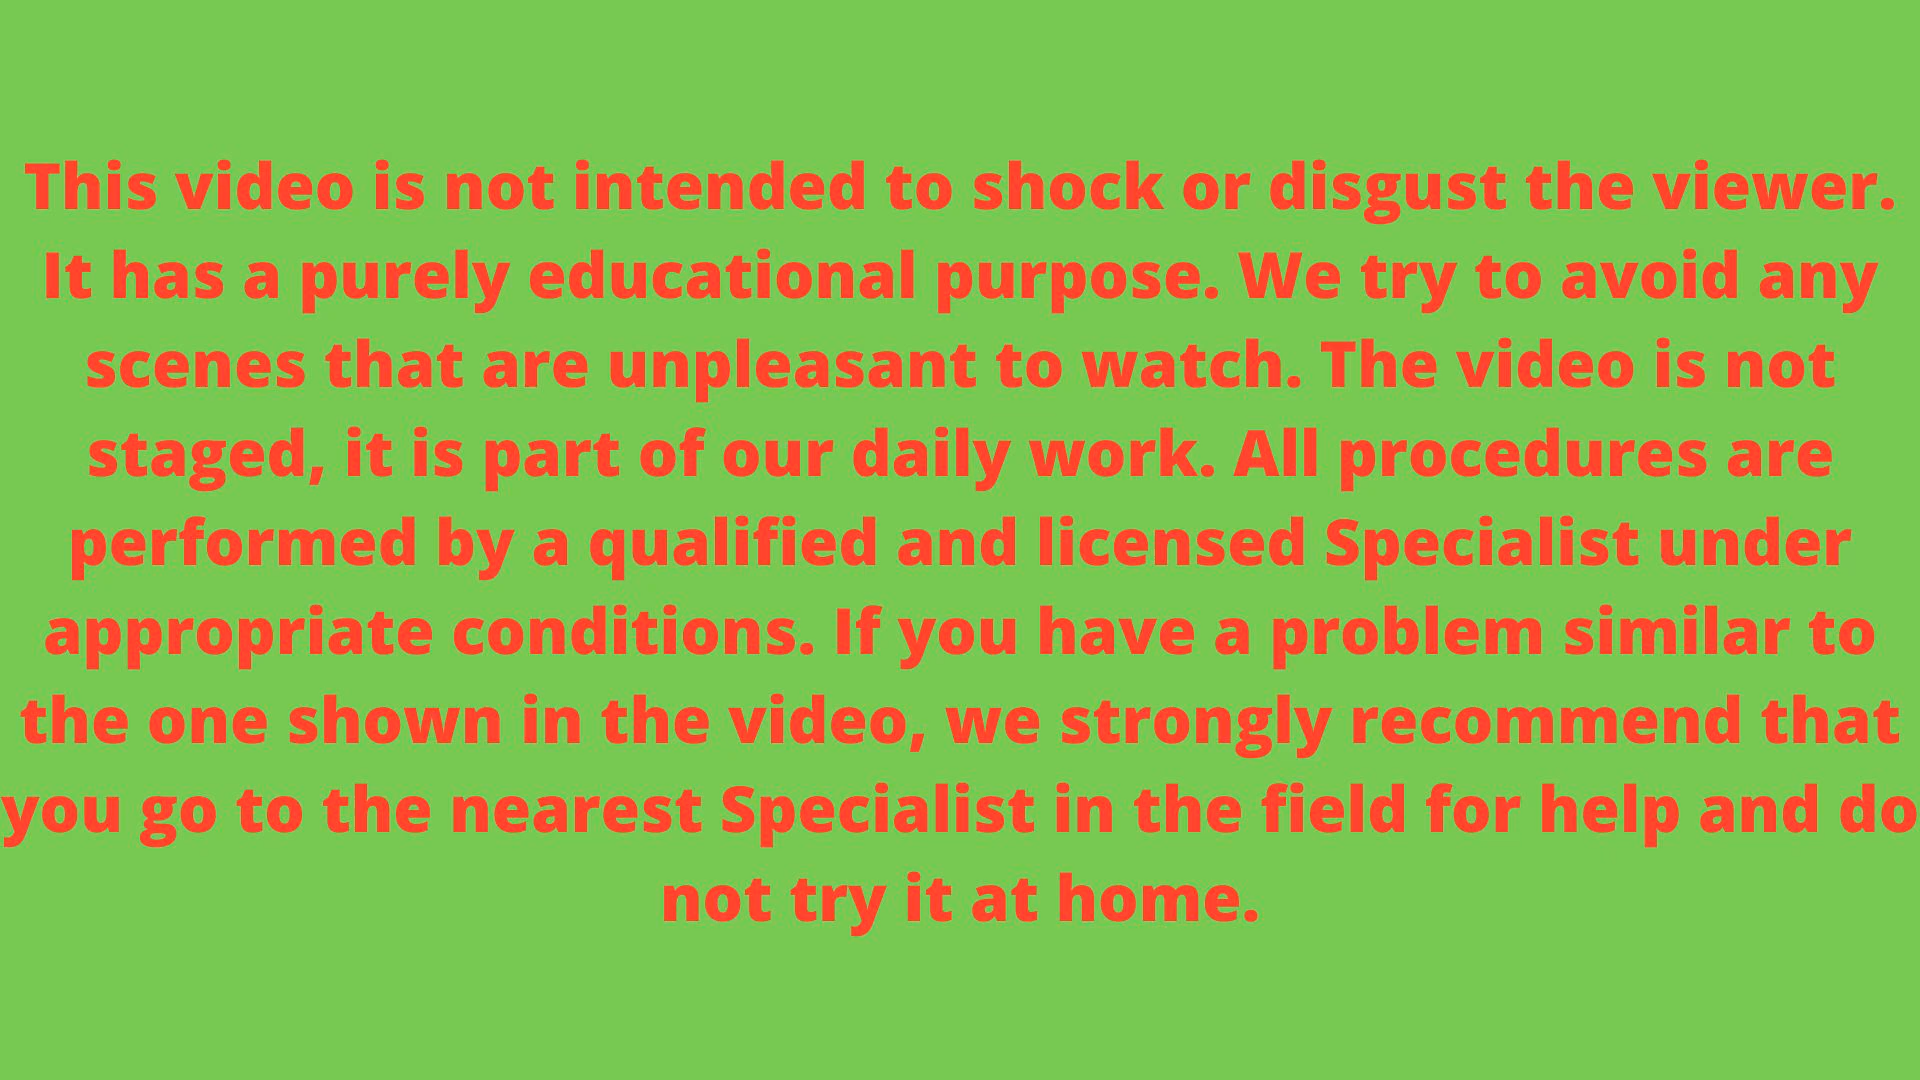 This video is not intended to shock or disgust the viewer.
It has a purely educational purpose. We try to avoid any
scenes that are unpleasant to watch. The video is not
staged, it is part of our daily work. All procedures are
performed by a qualified and licensed Specialist under
appropriate conditions. If you have a problem similar to
the one shown in the video, we strongly recommend that
you go to the nearest Specialist in the field for help and do
not try it at home.